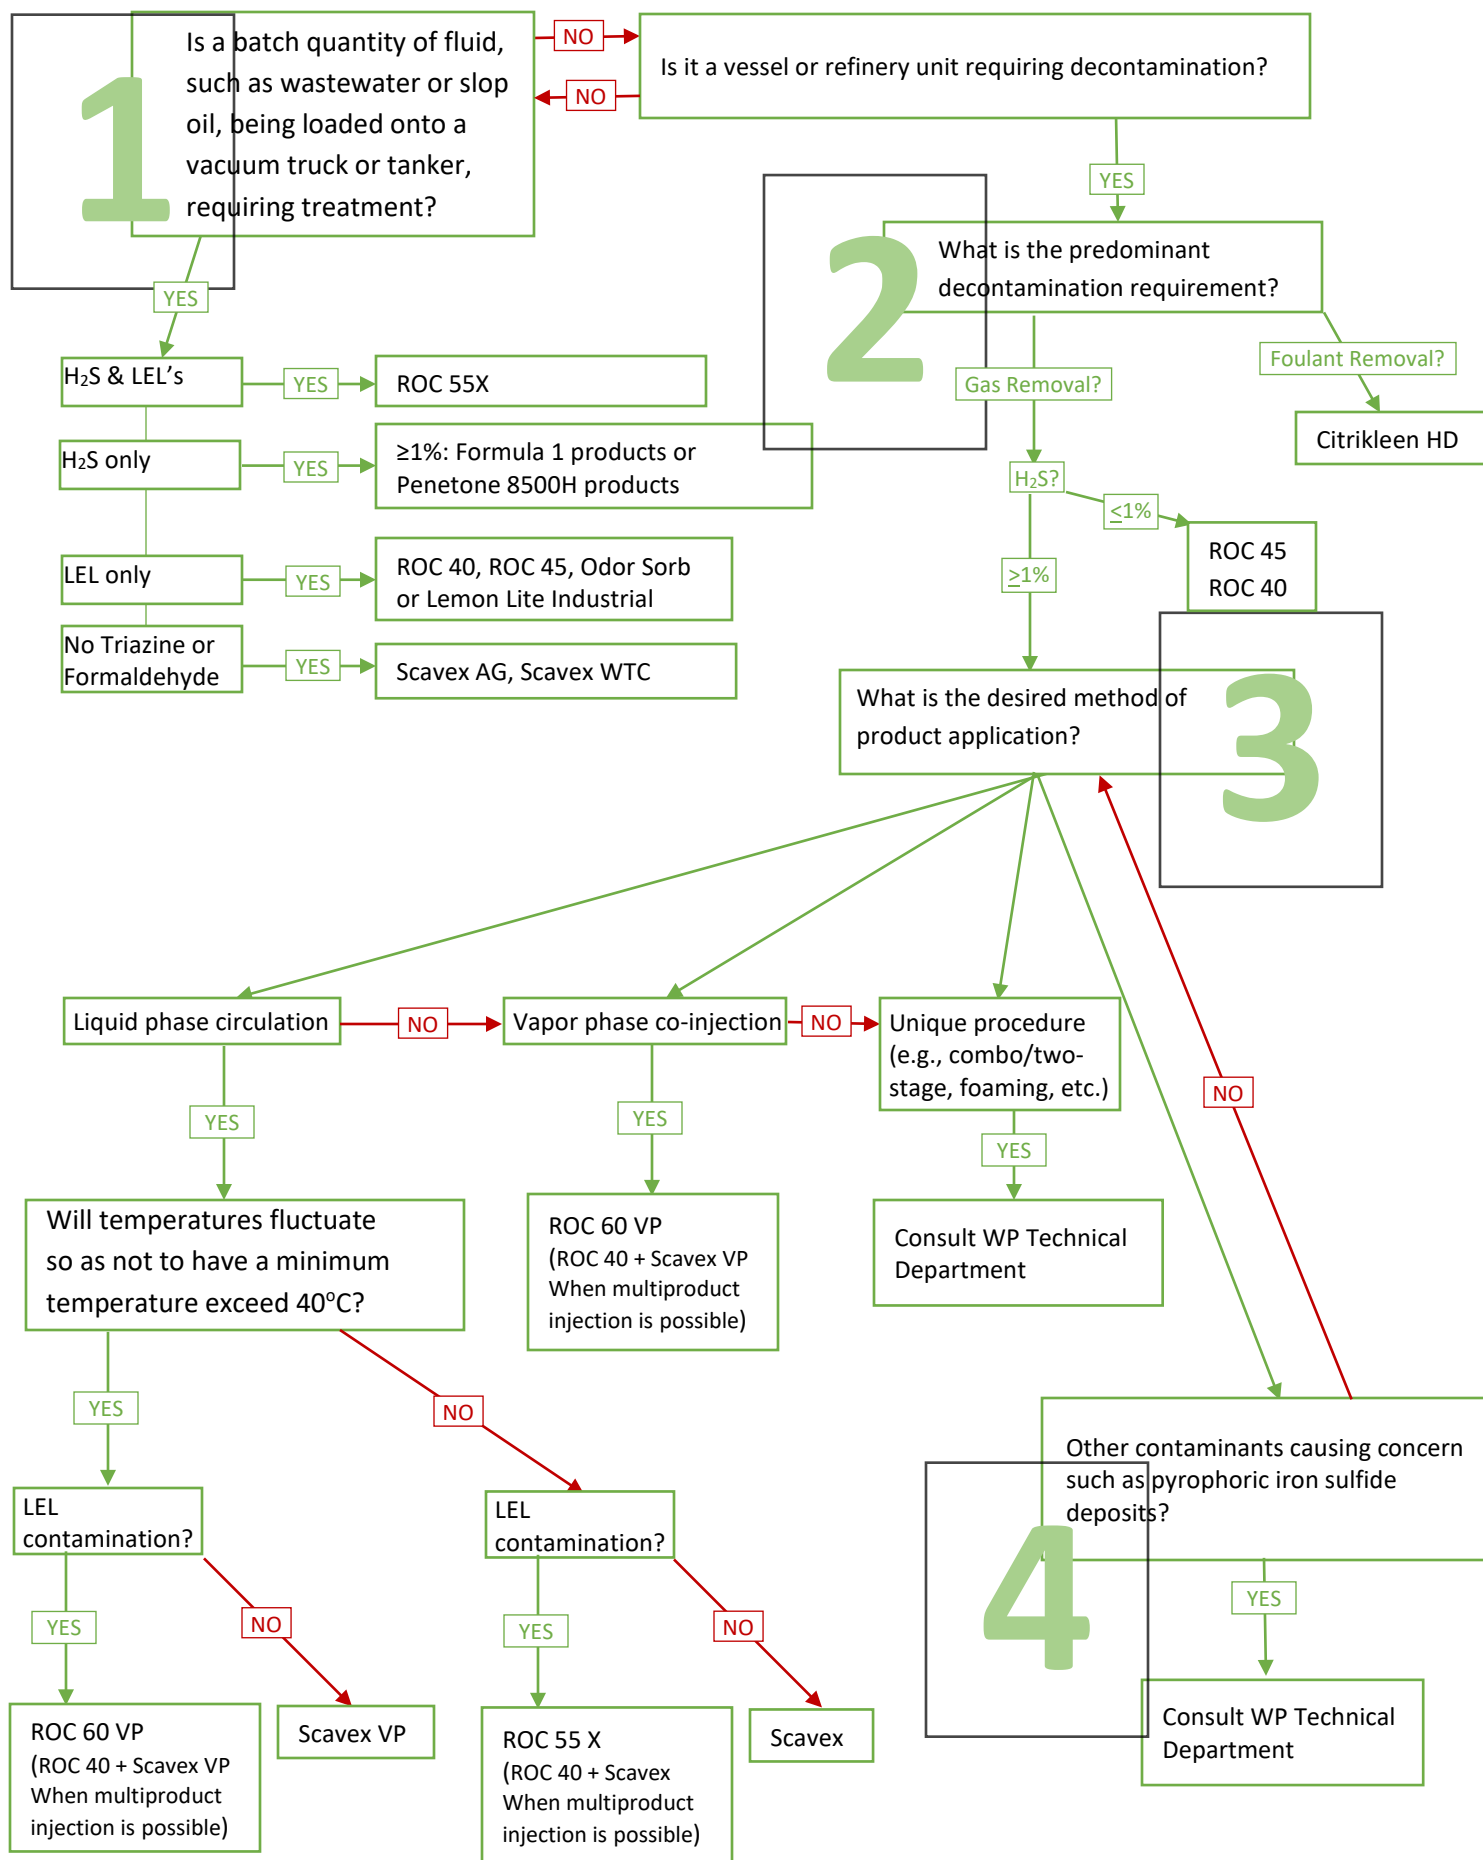 1
Is a batch quantity of fluid,
such as wastewater or slop
oil, being loaded onto a
vacuum truck or tanker,
requiring treatment?
NO
NO
Is it a vessel or refinery unit requiring decontamination?
YES
YES
2
What is the predominant
decontamination requirement?
Gas Removal?
Foulant Removal?
Citrikleen HD
H₂S & LEL's
YES
ROC 55X
H₂S only
YES
≥1%: Formula 1 products or
Penetone 8500H products
LEL only
YES
ROC 40, ROC 45, Odor Sorb
or Lemon Lite Industrial
No Triazine or
Formaldehyde
YES
Scavex AG, Scavex WTC
H₂S?
≤1%
≥1%
ROC 45
ROC 40
What is the desired method of
product application?
3
Liquid phase circulation
NO
Vapor phase co-injection
NO
Unique procedure
(e.g., combo/two-
stage, foaming, etc.)
NO
YES
YES
YES
Will temperatures fluctuate
so as not to have a minimum
temperature exceed 40°C?
ROC 60 VP
(ROC 40 + Scavex VP
When multiproduct
injection is possible)
Consult WP Technical
Department
YES
NO
Other contaminants causing concern
such as pyrophoric iron sulfide
deposits?
4
LEL
contamination?
LEL
contamination?
YES
NO
YES
NO
YES
ROC 60 VP
(ROC 40 + Scavex VP
When multiproduct
injection is possible)
Scavex VP
ROC 55 X
(ROC 40 + Scavex
When multiproduct
injection is possible)
Scavex
Consult WP Technical
Department